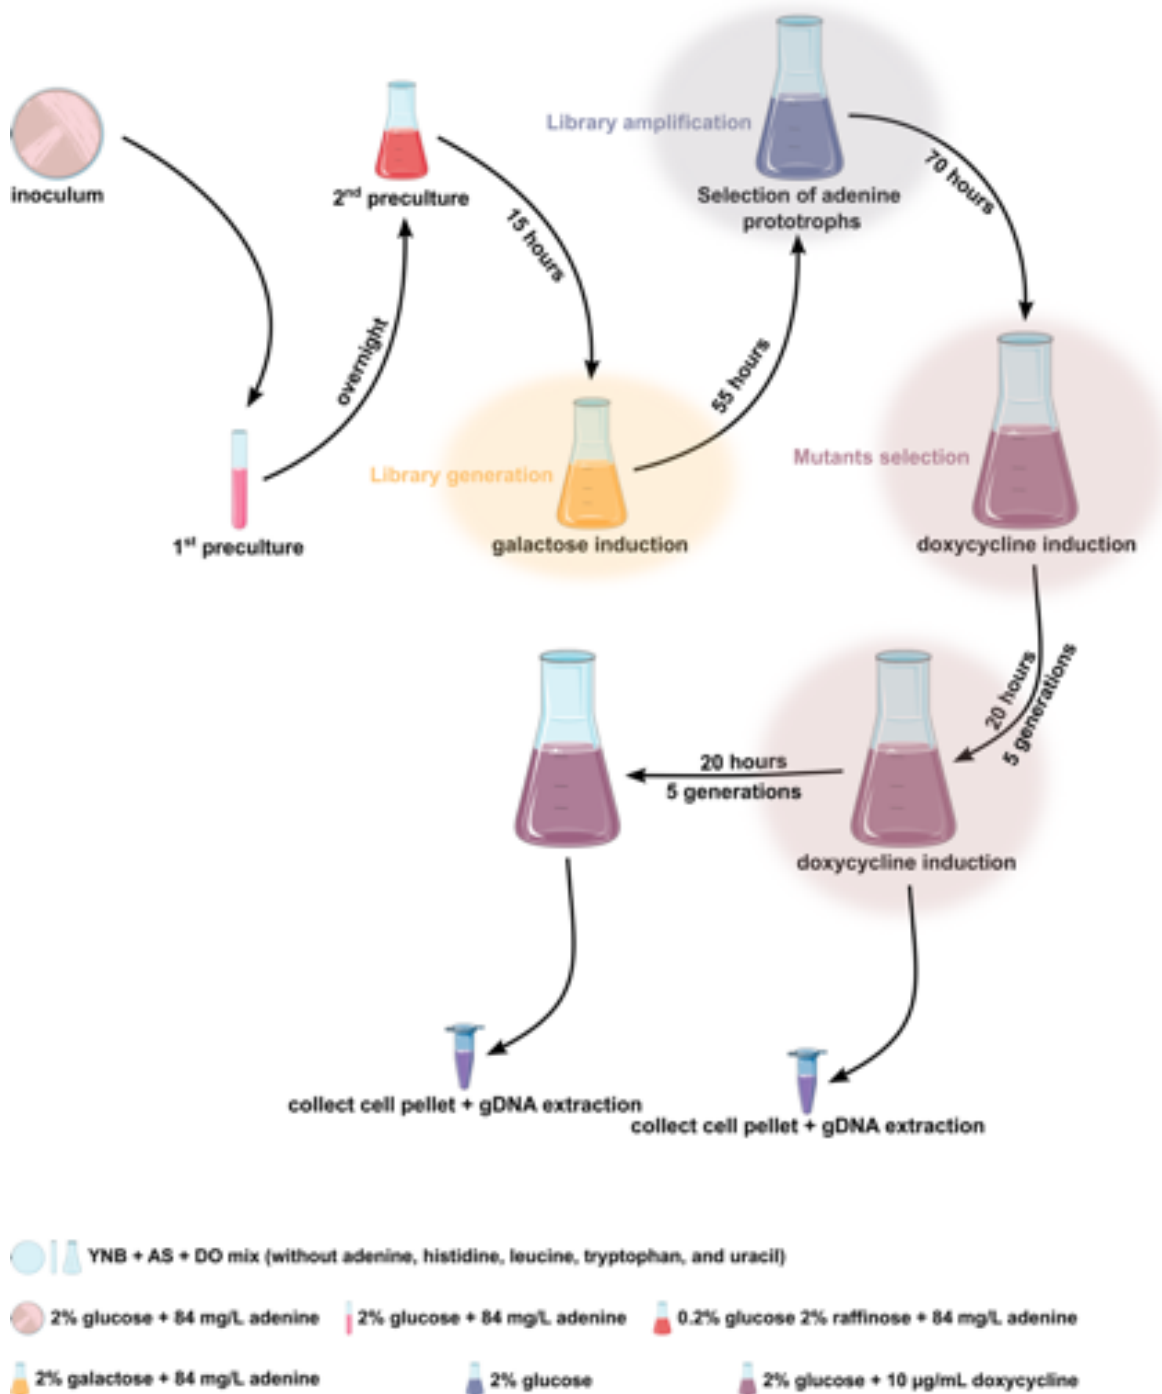 inoculum
1st preculture
overnight
2nd preculture
15 hours
Library generation
galactose induction
55 hours
Library amplification
Selection of adenine
prototrophs
70 hours
Mutants selection
doxycycline induction
20 hours
5 generations
doxycycline induction
20 hours
5 generations
collect cell pellet + gDNA extraction
collect cell pellet + gDNA extraction
YNB + AS + DO mix (without adenine, histidine, leucine, tryptophan, and uracil)
2% glucose + 84 mg/L adenine
2% glucose + 84 mg/L adenine
0.2% glucose 2% raffinose + 84 mg/L adenine
2% galactose + 84 mg/L adenine
2% glucose
2% glucose + 10 µg/mL doxycycline